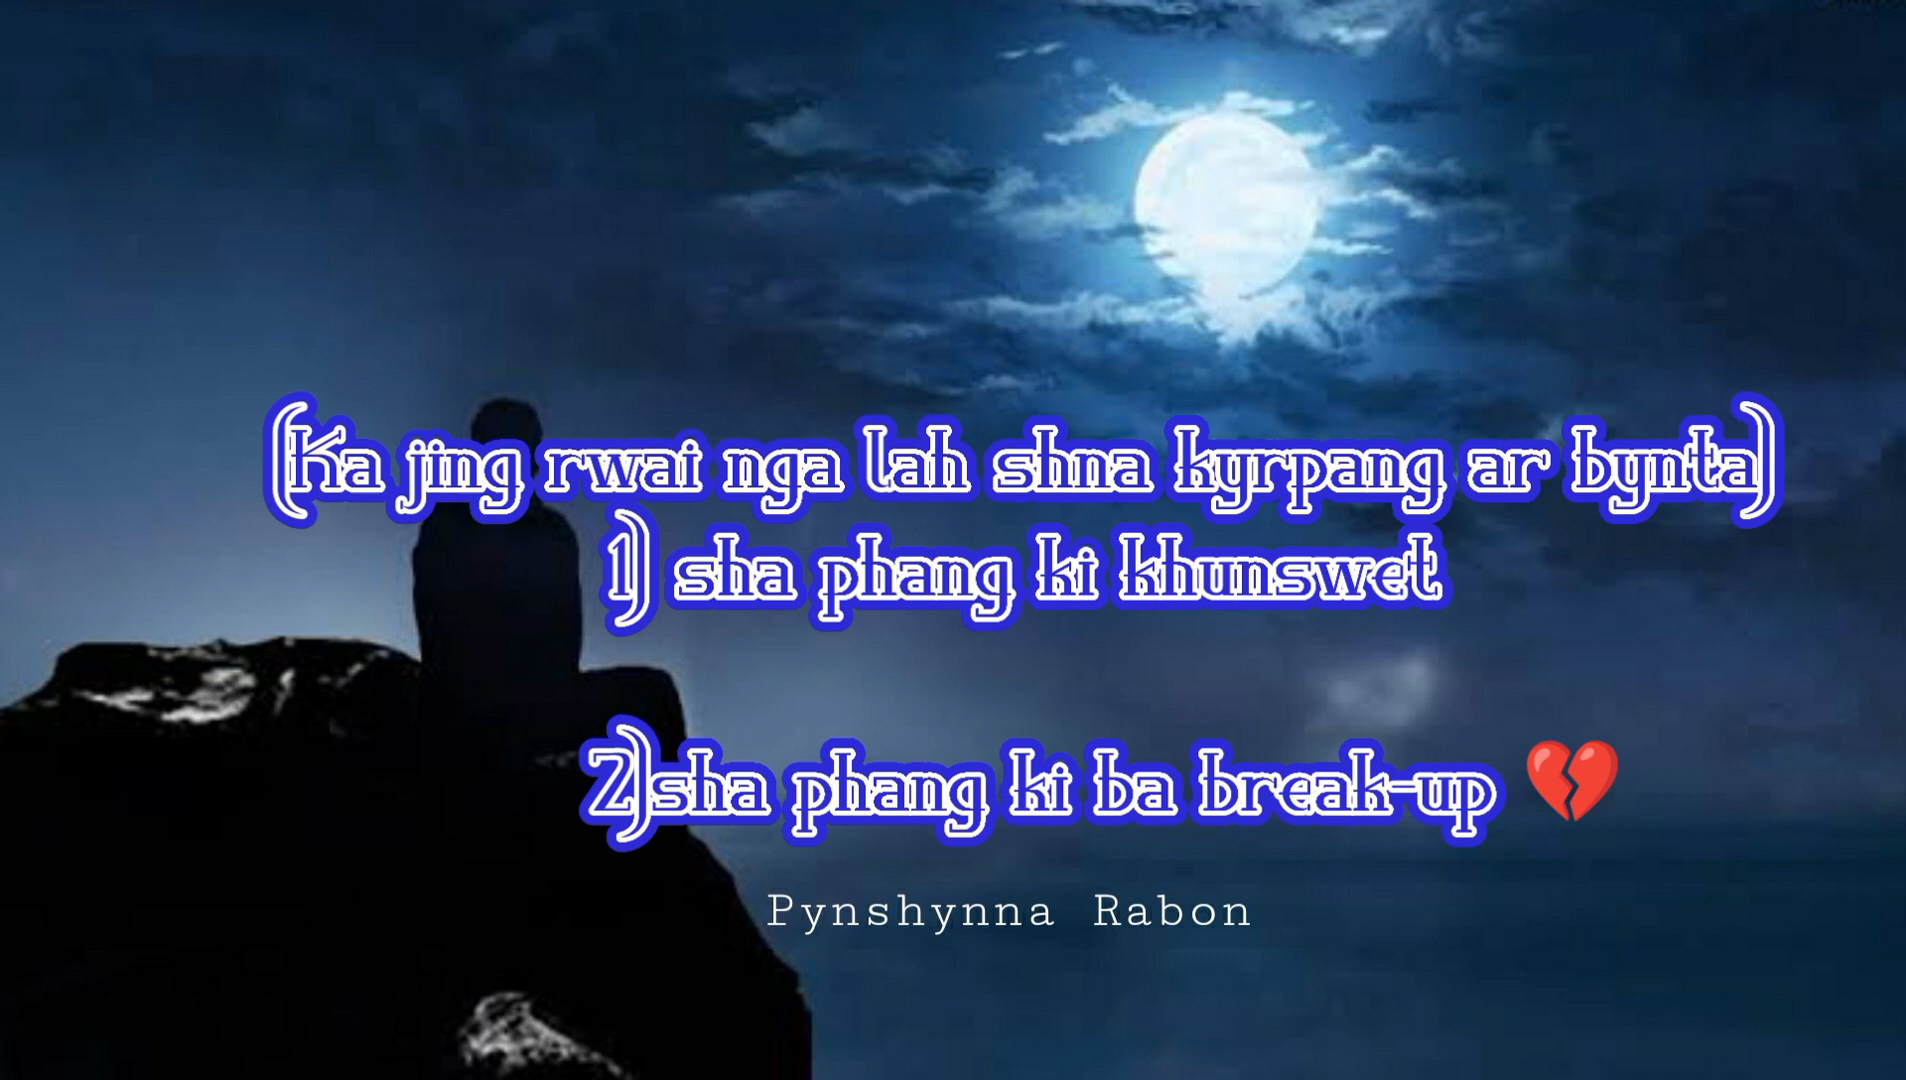 (Ka jing rwai nga lah shna kyrpang ar bynta)
1) sha phang ki khunswet
2)sha phang ki ba break-up 💔
Pynshynna Rabon